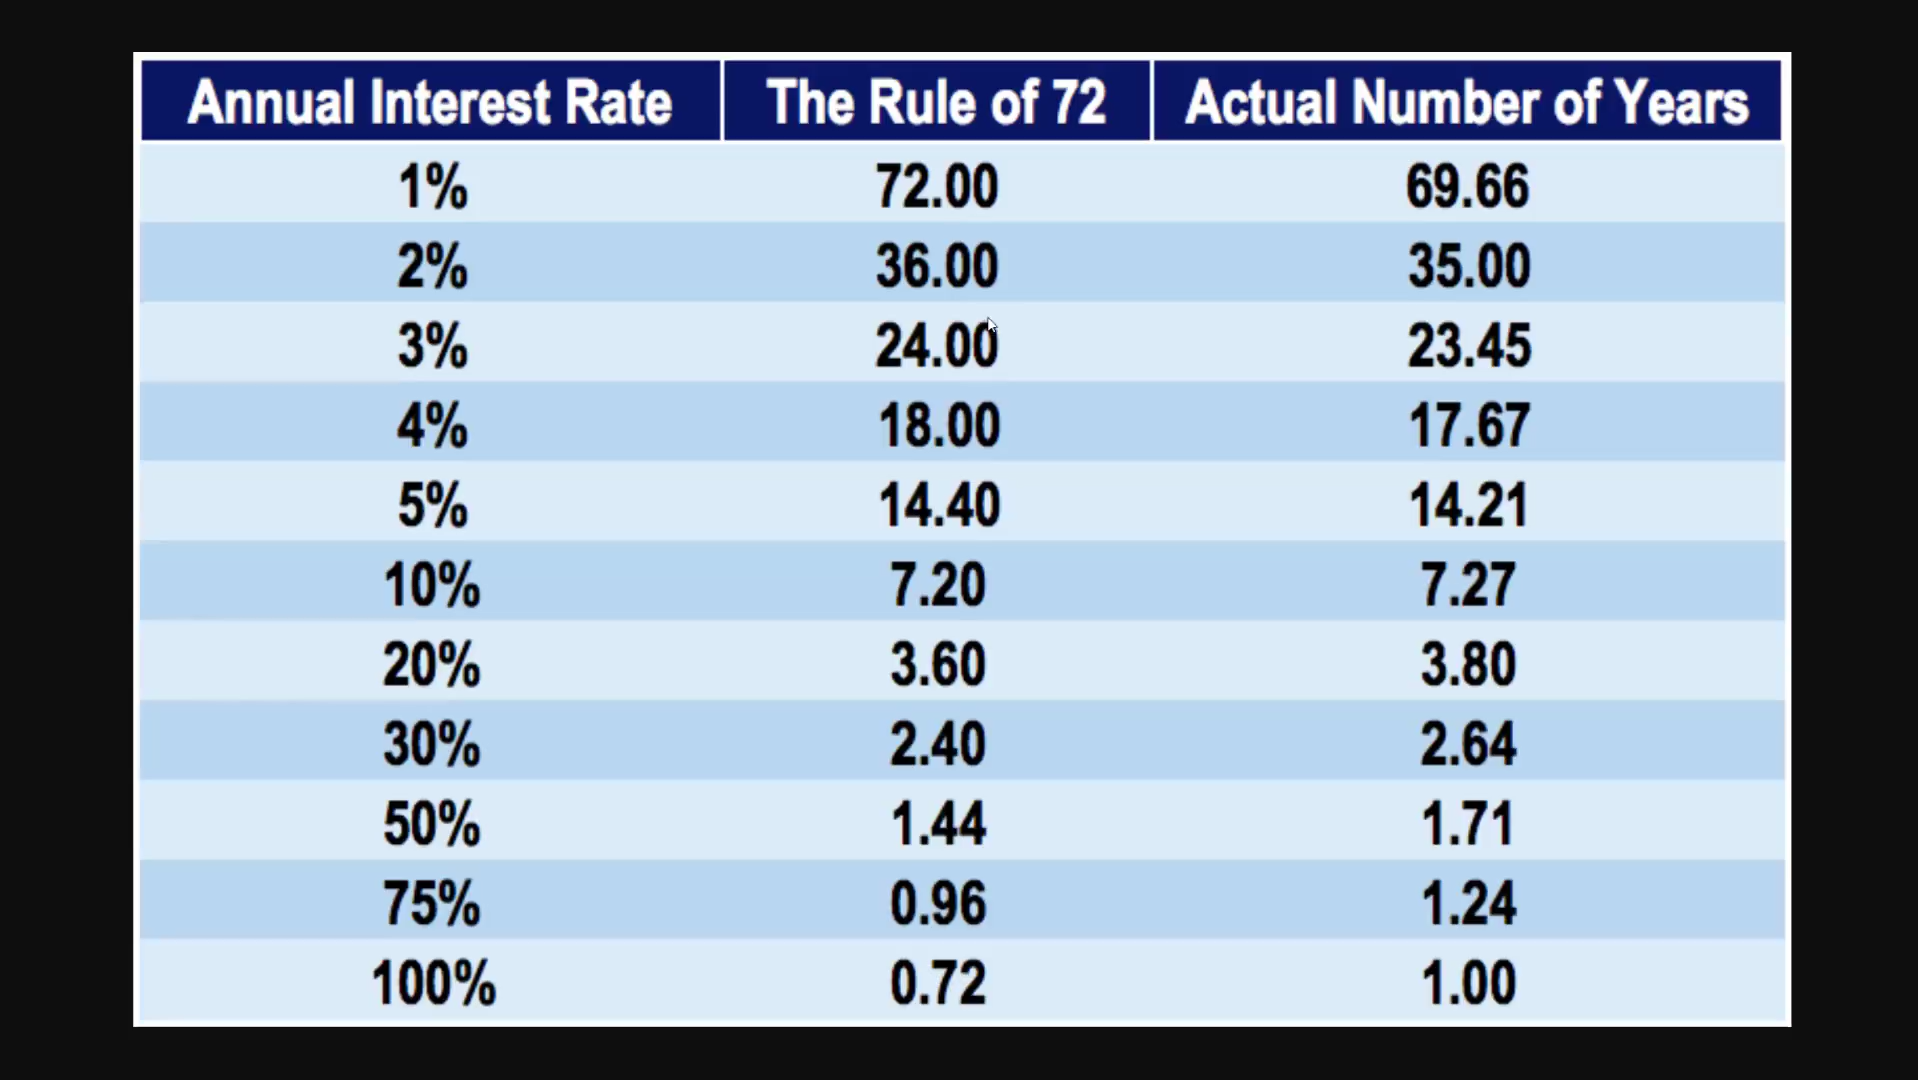 Annual Interest Rate The Rule of 72 Actual Number of Years
1% 72.00 69.66
2% 36.00 35.00
3% 24.00 23.45
4% 18.00 17.67
5% 14.40 14.21
10% 7.20 7.27
20% 3.60 3.80
30% 2.40 2.64
50% 1.44 1.71
75% 0.96 1.24
100% 0.72 1.00